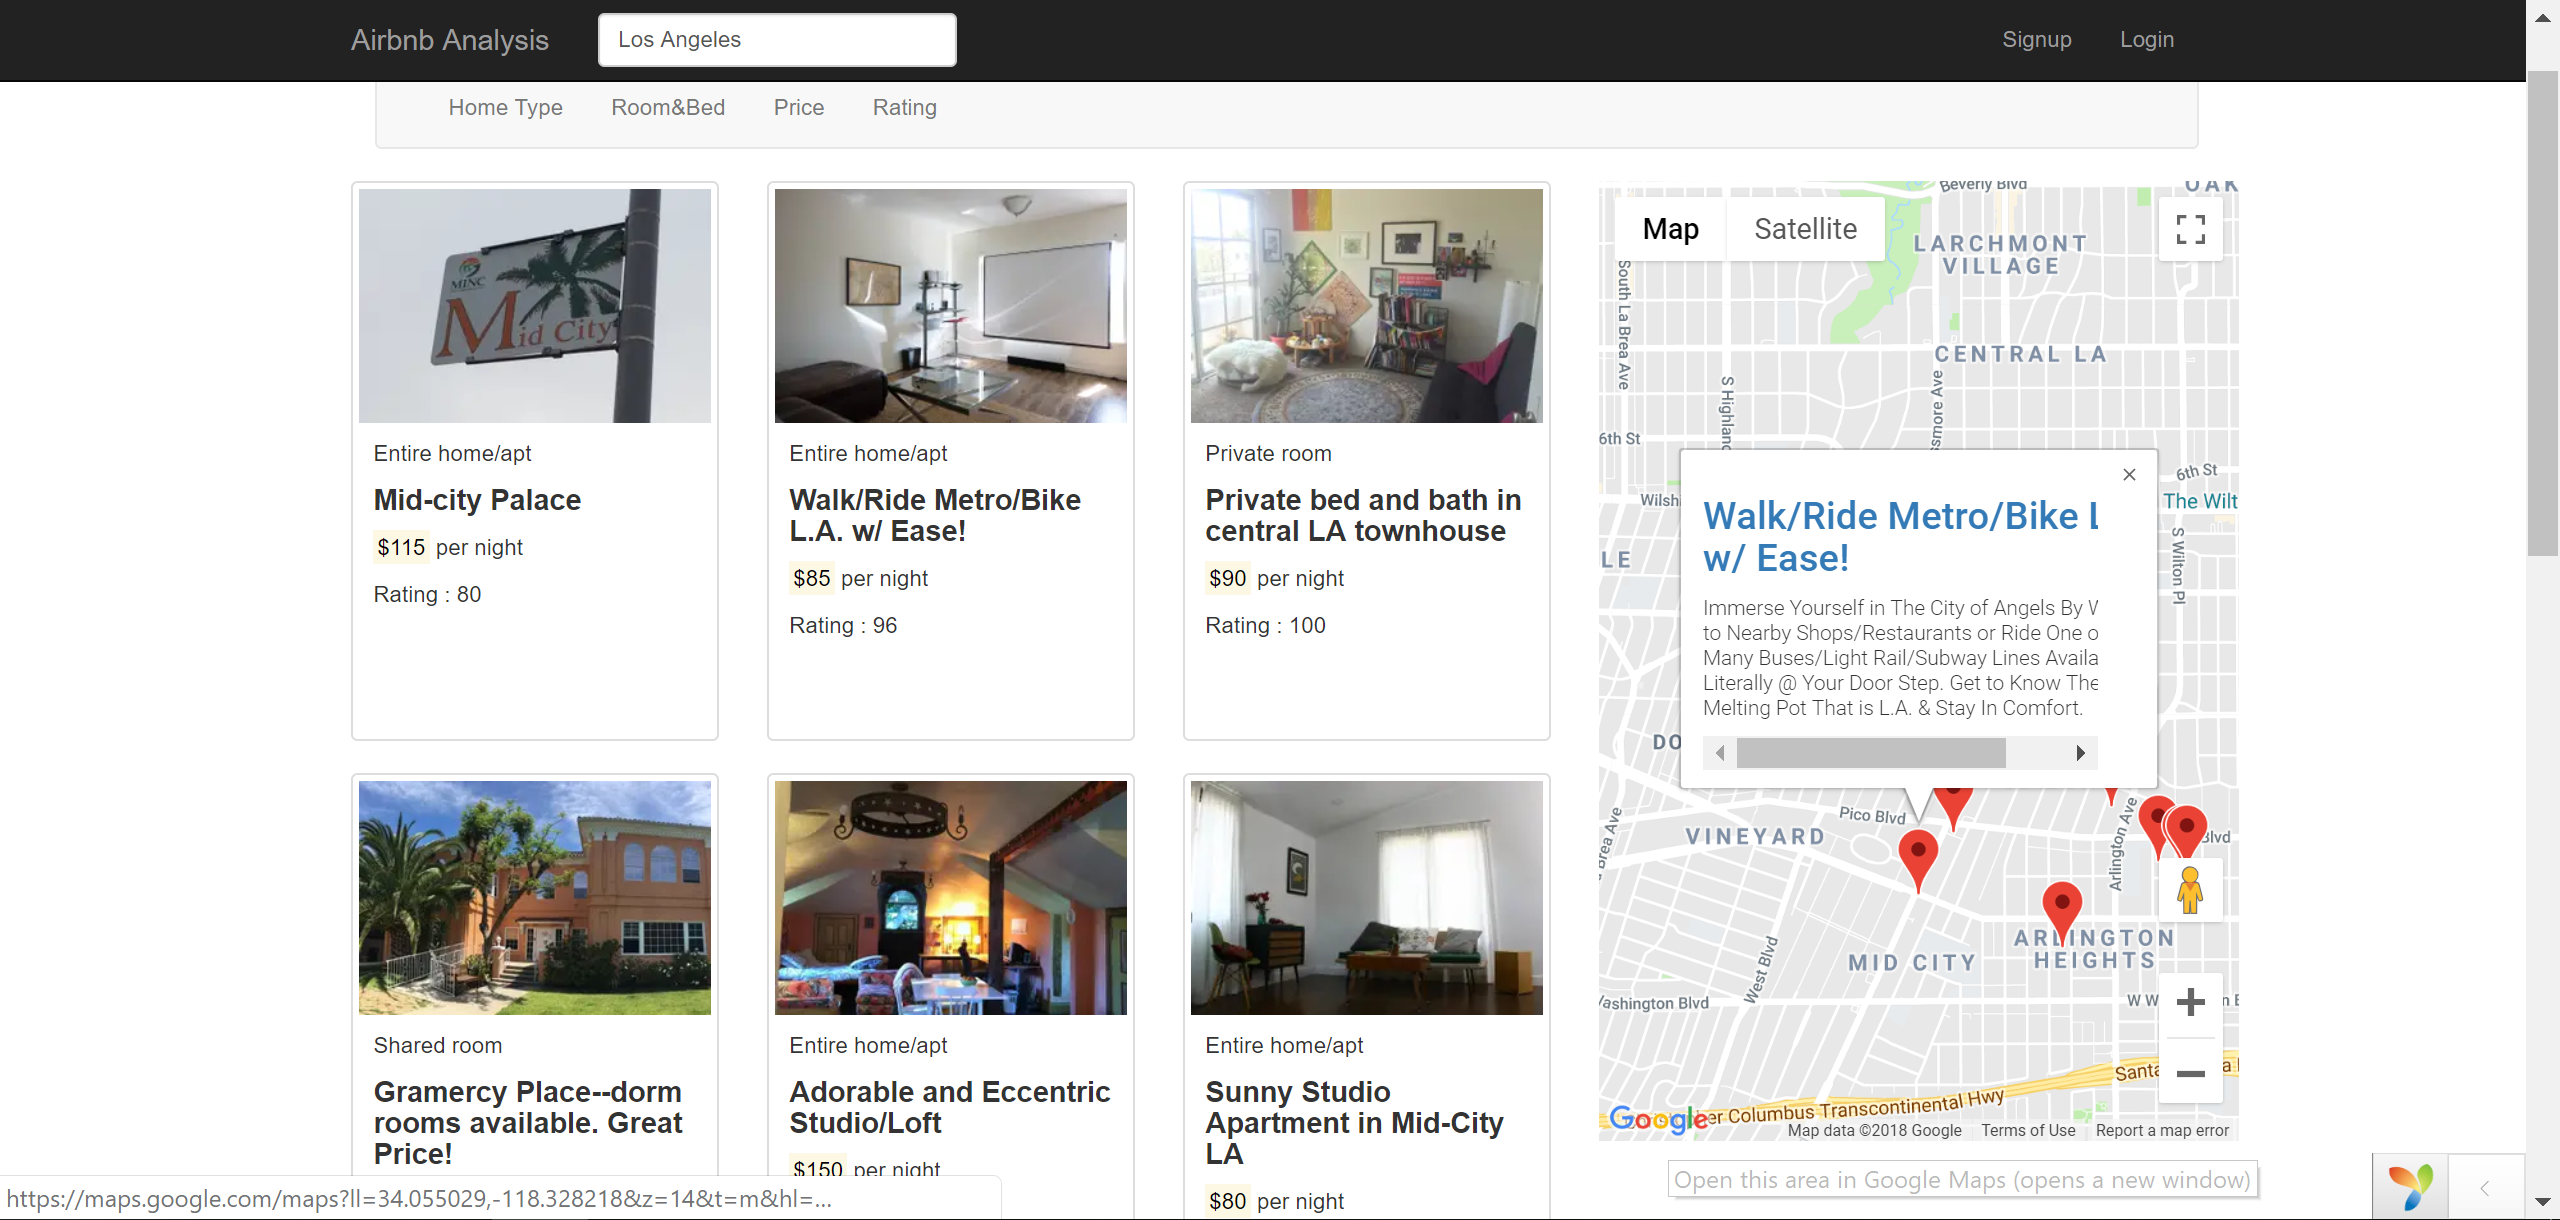 Airbnb Analysis
Los Angeles
Signup
Login
Home Type
Room&Bed
Price
Rating
MINC
Mid City
Entire home/apt
Mid-city Palace
$115 per night
Rating : 80
Entire home/apt
Walk/Ride Metro/Bike
L.A. w/ Ease!
$85 per night
Rating : 96
Private room
Private bed and bath in
central LA townhouse
$90 per night
Rating : 100
Shared room
Gramercy Place--dorm
rooms available. Great
Price!
Entire home/apt
Adorable and Eccentric
Studio/Loft
$150 per night
Entire home/apt
Sunny Studio
Apartment in Mid-City
LA
$80 per night
Map
Satellite
Beverly Blvd
OAK
LARCHMONT
VILLAGE
South La Brea Ave
CENTRAL LA
S Highland
smore Ave
6th St
6th St
Wilsh
The Wilt
S Wilton Pl
LE
Walk/Ride Metro/Bike L
w/ Ease!
Immerse Yourself in The City of Angels By W
to Nearby Shops/Restaurants or Ride One o
Many Buses/Light Rail/Subway Lines Availa
Literally @ Your Door Step. Get to Know The
Melting Pot That is L.A. & Stay In Comfort.
DO
Pico Blvd
VINEYARD
Brea Ave
Arlington Ave
Blvd
ARLINGTON
HEIGHTS
MID CITY
West Blvd
Washington Blvd
W W
n B
Santa
a
Google
er Columbus Transcontinental Hwy
Map data ©2018 Google
Terms of Use
Report a map error
Open this area in Google Maps (opens a new window)
https://maps.google.com/maps?ll=34.055029,-118.328218&z=14&t=m&hl=...